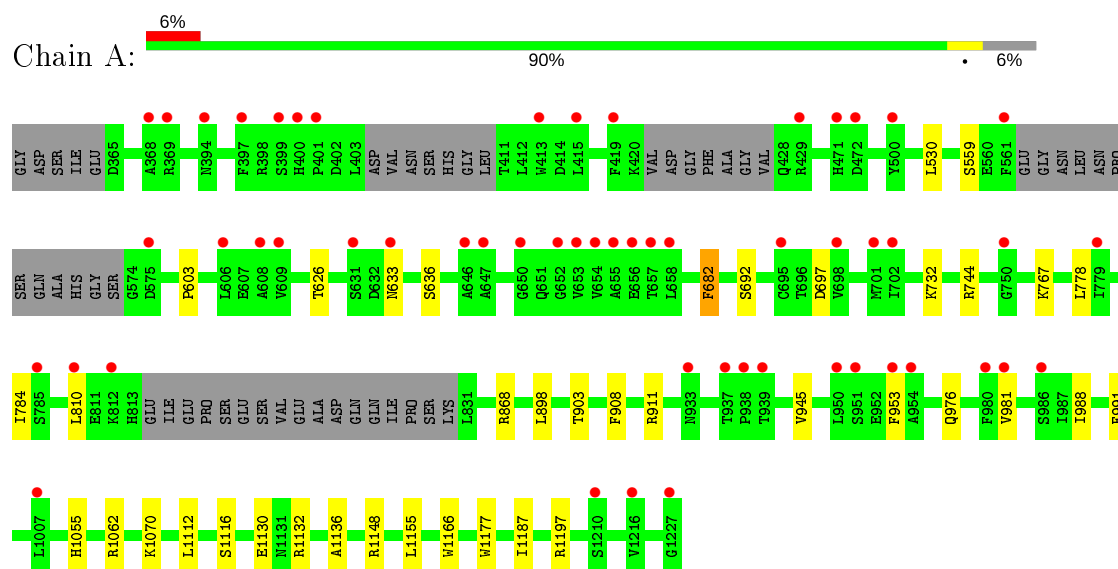 6%
Chain A:
90% • 6%
GLY ASP SER ILE GLU D365 A368 R369 N394 F397 R398 S399 H400 P401 D402 L403 ASP VAL ASN SER HIS GLY LEU T411 L412 W413 D414 L415 F419 K420 VAL ASP GLY PHE ALA GLY VAL Q428 R429 H471 D472 Y500 L530 S559 E560 F561 GLU GLY ASN LEU ASN PRO
SER GLN ALA HIS GLY SER G574 D575 P603 L606 E607 A608 V609 T626 S631 D632 N633 S636 A646 A647 G650 Q651 G652 V653 V654 A655 E656 T657 L658 F682 S692 C695 T696 D697 V698 M701 I702 K732 R744 G750 K767 L778 I779
I784 S785 L810 E811 K812 H813 GLU ILE GLU PRO SER GLU SER VAL GLU ALA ASP GLN GLN ILE PRO SER LYS L831 R868 L898 T903 F908 R911 N933 T937 P938 T939 V945 L950 S951 E952 F953 A954 Q976 F980 V981 S986 I987 I988
L1007 H1055 R1062 K1070 L1112 S1116 E1130 N1131 R1132 A1136 R1148 L1155 W1166 W1177 I1187 R1197 S1210 V1216 G1227